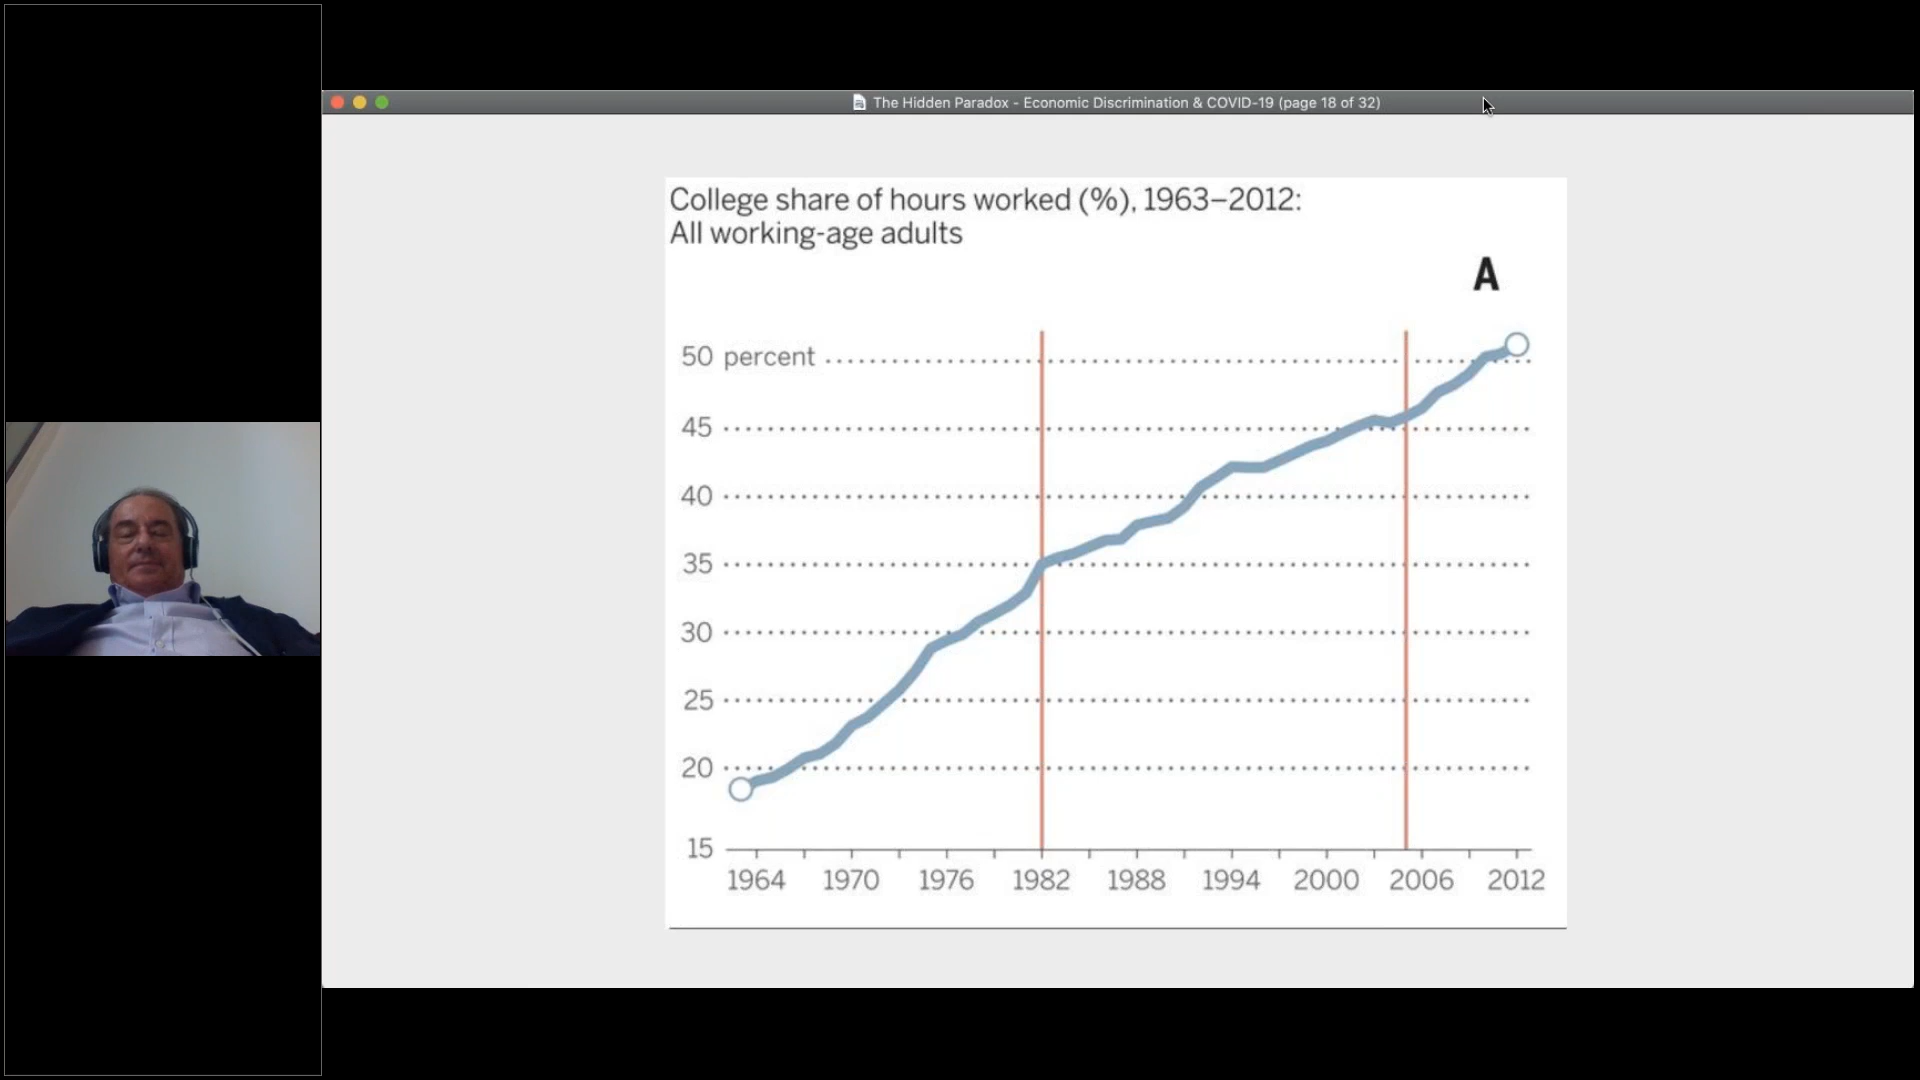 The Hidden Paradox - Economic Discrimination & COVID-19 (page 18 of 32)
College share of hours worked (%), 1963–2012:
All working-age adults
A
50 percent
45
40
35
30
25
20
15
1964 1970 1976 1982 1988 1994 2000 2006 2012